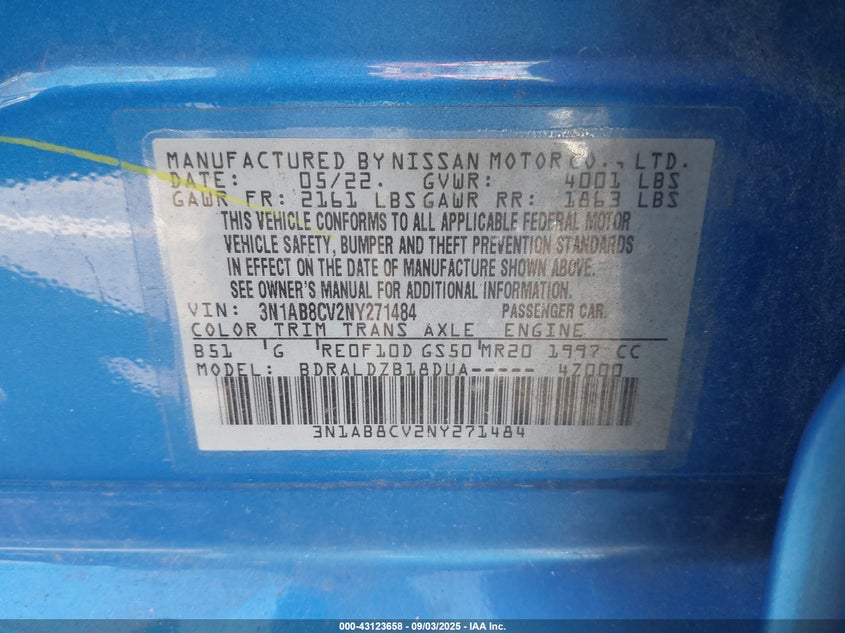 MANUFACTURED BY NISSAN MOTOR CO., LTD.
DATE: 05/22. GVWR: 4001 LBS
GAWR FR: 2161 LBS GAWR RR: 1863 LBS
THIS VEHICLE CONFORMS TO ALL APPLICABLE FEDERAL MOTOR
VEHICLE SAFETY, BUMPER AND THEFT PREVENTION STANDARDS
IN EFFECT ON THE DATE OF MANUFACTURE SHOWN ABOVE.
SEE OWNER'S MANUAL FOR ADDITIONAL INFORMATION.
VIN: 3N1AB8CV2NY271484 PASSENGER CAR.
COLOR TRIM TRANS AXLE ENGINE
B51 G RE0F10D GS50 MR20 1997 CC
MODEL: BDRALDZB18DUA----- 47000
3N1AB8CV2NY271484
000-43123658 - 09/03/2025 - IAA Inc.